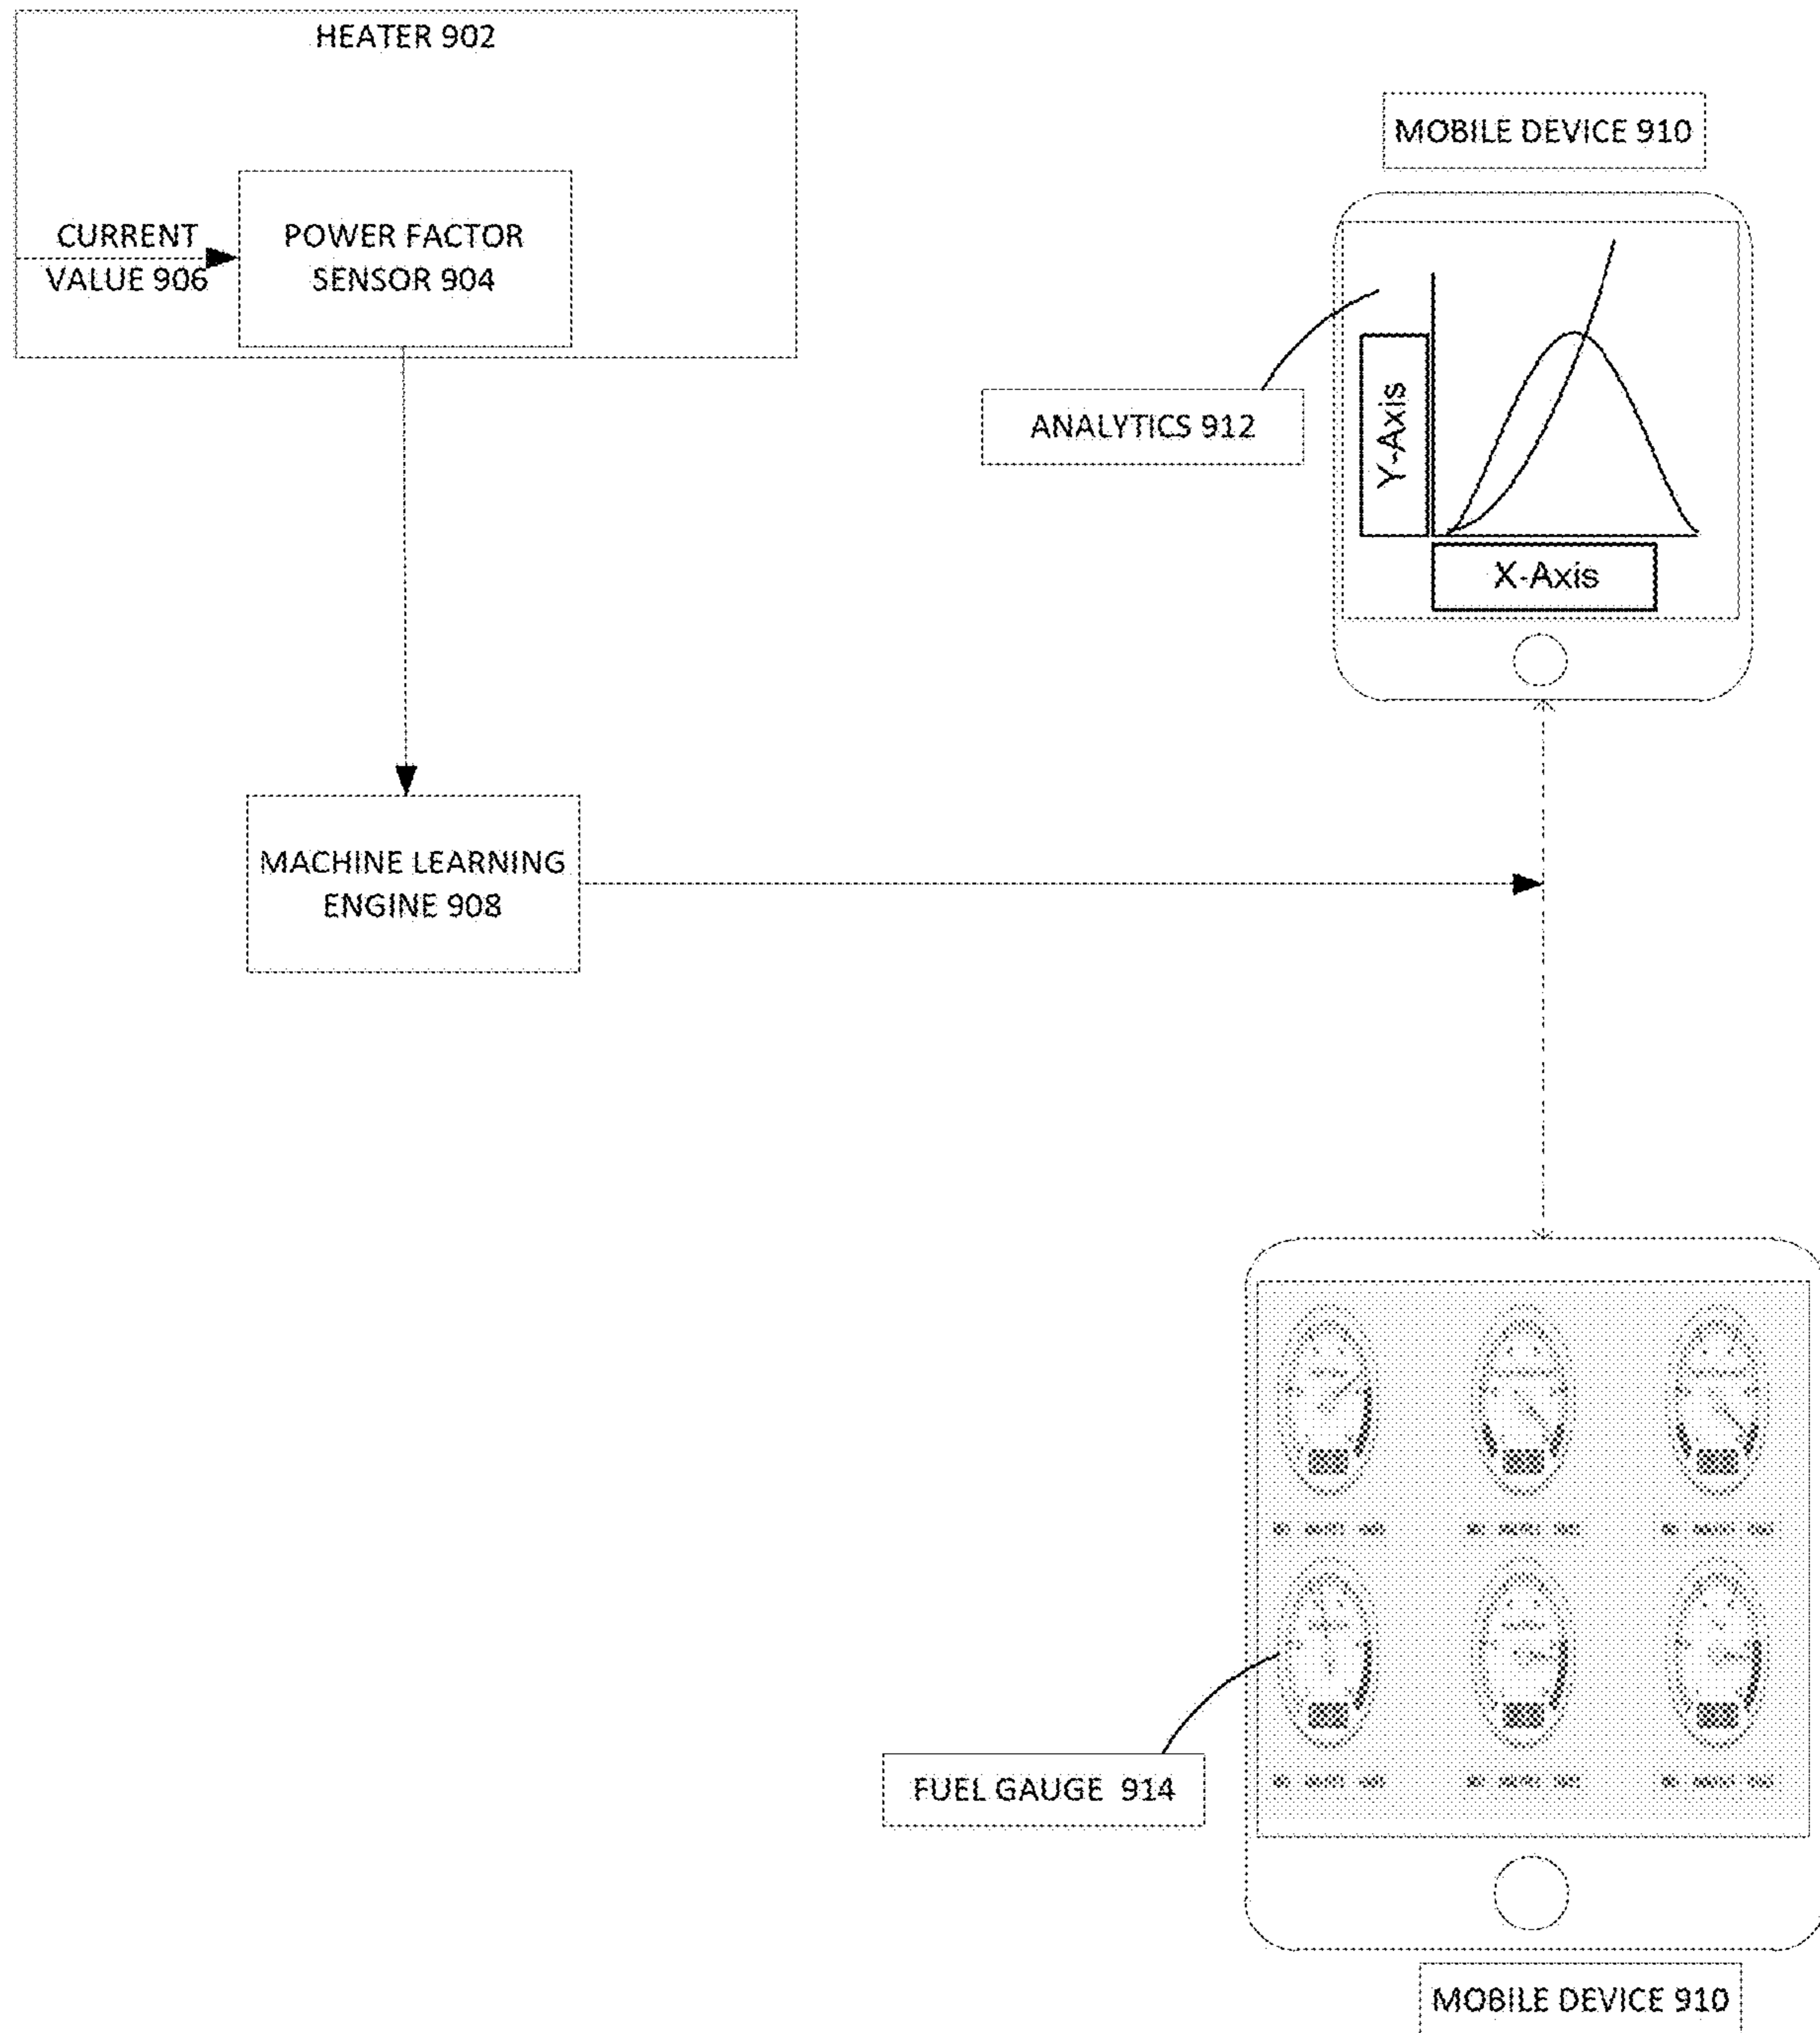 HEATER 902
CURRENT
VALUE 906
POWER FACTOR
SENSOR 904
MOBILE DEVICE 910
ANALYTICS 912
Y-Axis
X-Axis
MACHINE LEARNING
ENGINE 908
FUEL GAUGE 914
MOBILE DEVICE 910